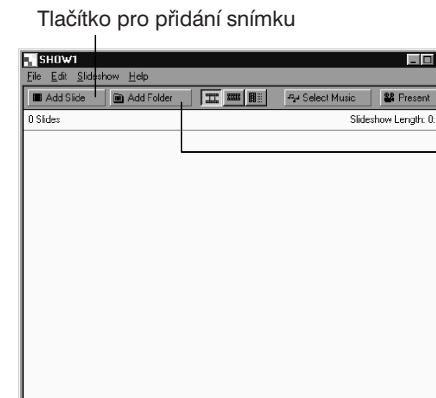 Tlačítko pro přidání snímku
SHOW1
File Edit Slideshow Help
Add Slide Add Folder Select Music Present
0 Slides Slideshow Length: 0: